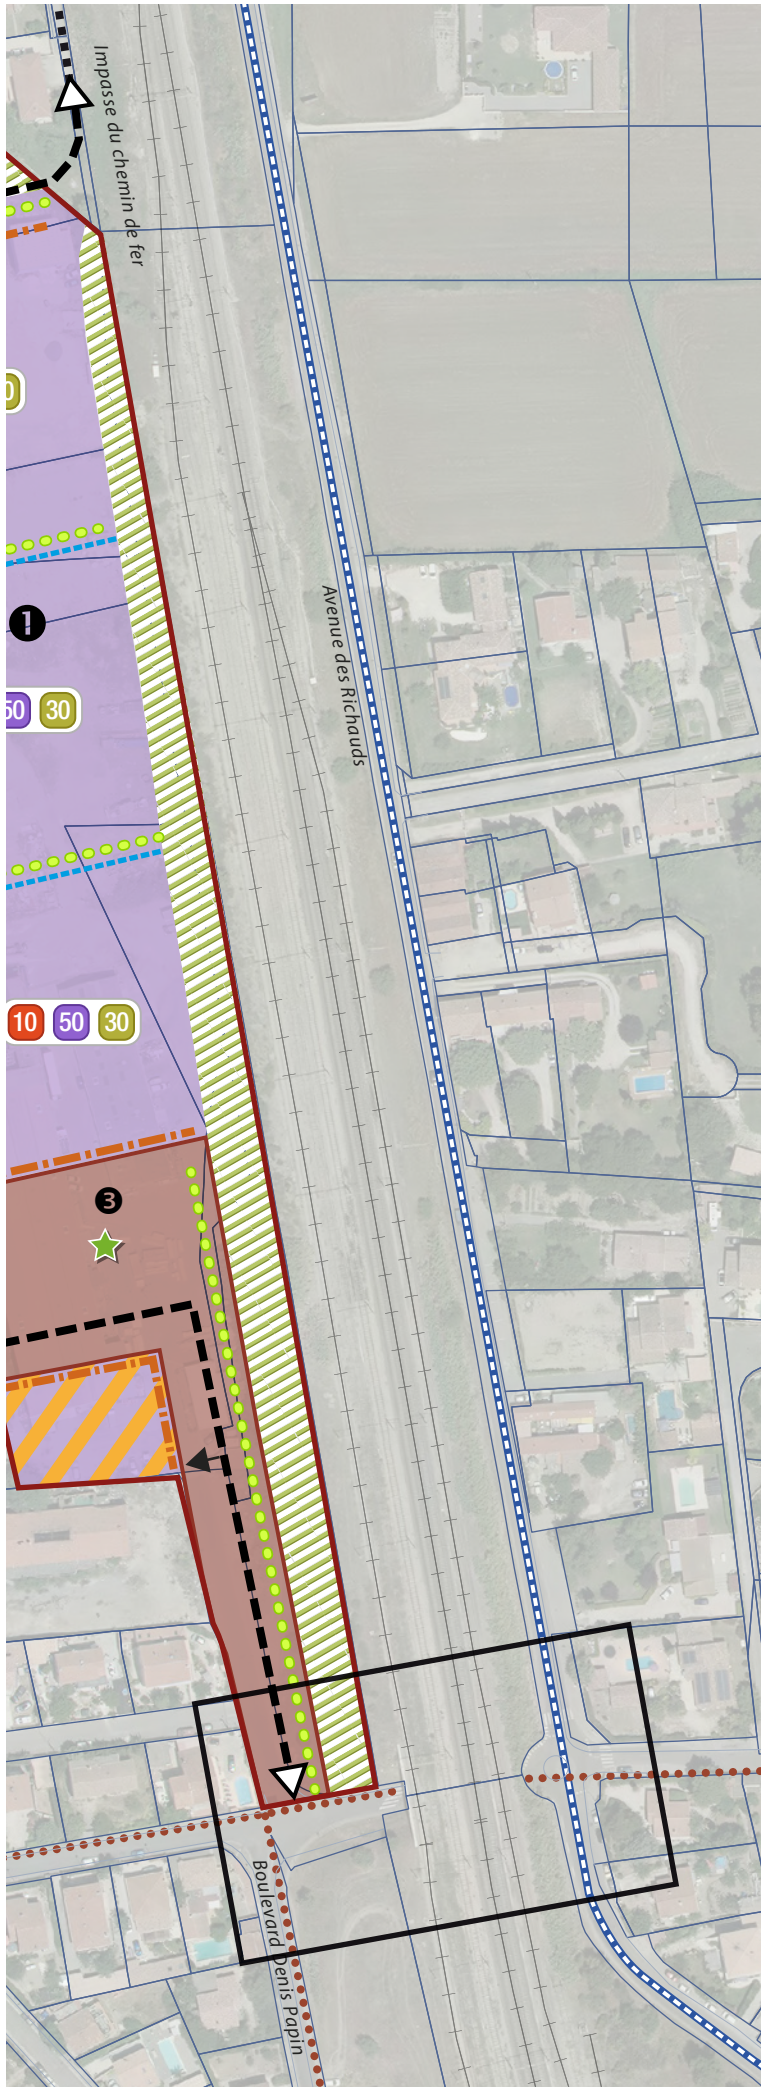 Impasse du chemin de fer
0
Avenue des Richauds
1
50 30
10 50 30
3
Boulevard Denis Papin